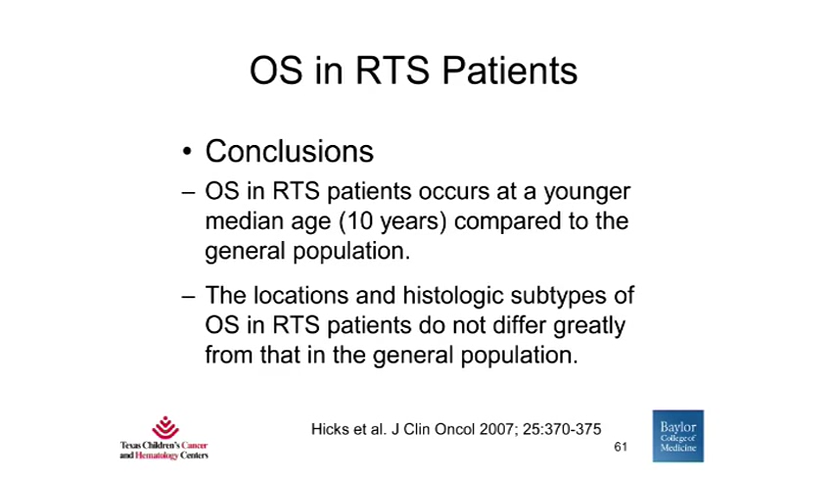 OS in RTS Patients
• Conclusions
– OS in RTS patients occurs at a younger
median age (10 years) compared to the
general population.
– The locations and histologic subtypes of
OS in RTS patients do not differ greatly
from that in the general population.
Texas Children's Cancer
and Hematology Centers
Hicks et al. J Clin Oncol 2007; 25:370-375
61
Baylor
College of
Medicine